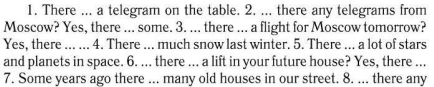 1. There ... a telegram on the table. 2. ... there any telegrams from
Moscow? Yes, there ... some. 3. ... there ... a flight for Moscow tomorrow?
Yes, there ... ... 4. There ... much snow last winter. 5. There ... a lot of stars
and planets in space. 6. ... there ... a lift in your future house? Yes, there ...
7. Some years ago there ... many old houses in our street. 8. ... there any